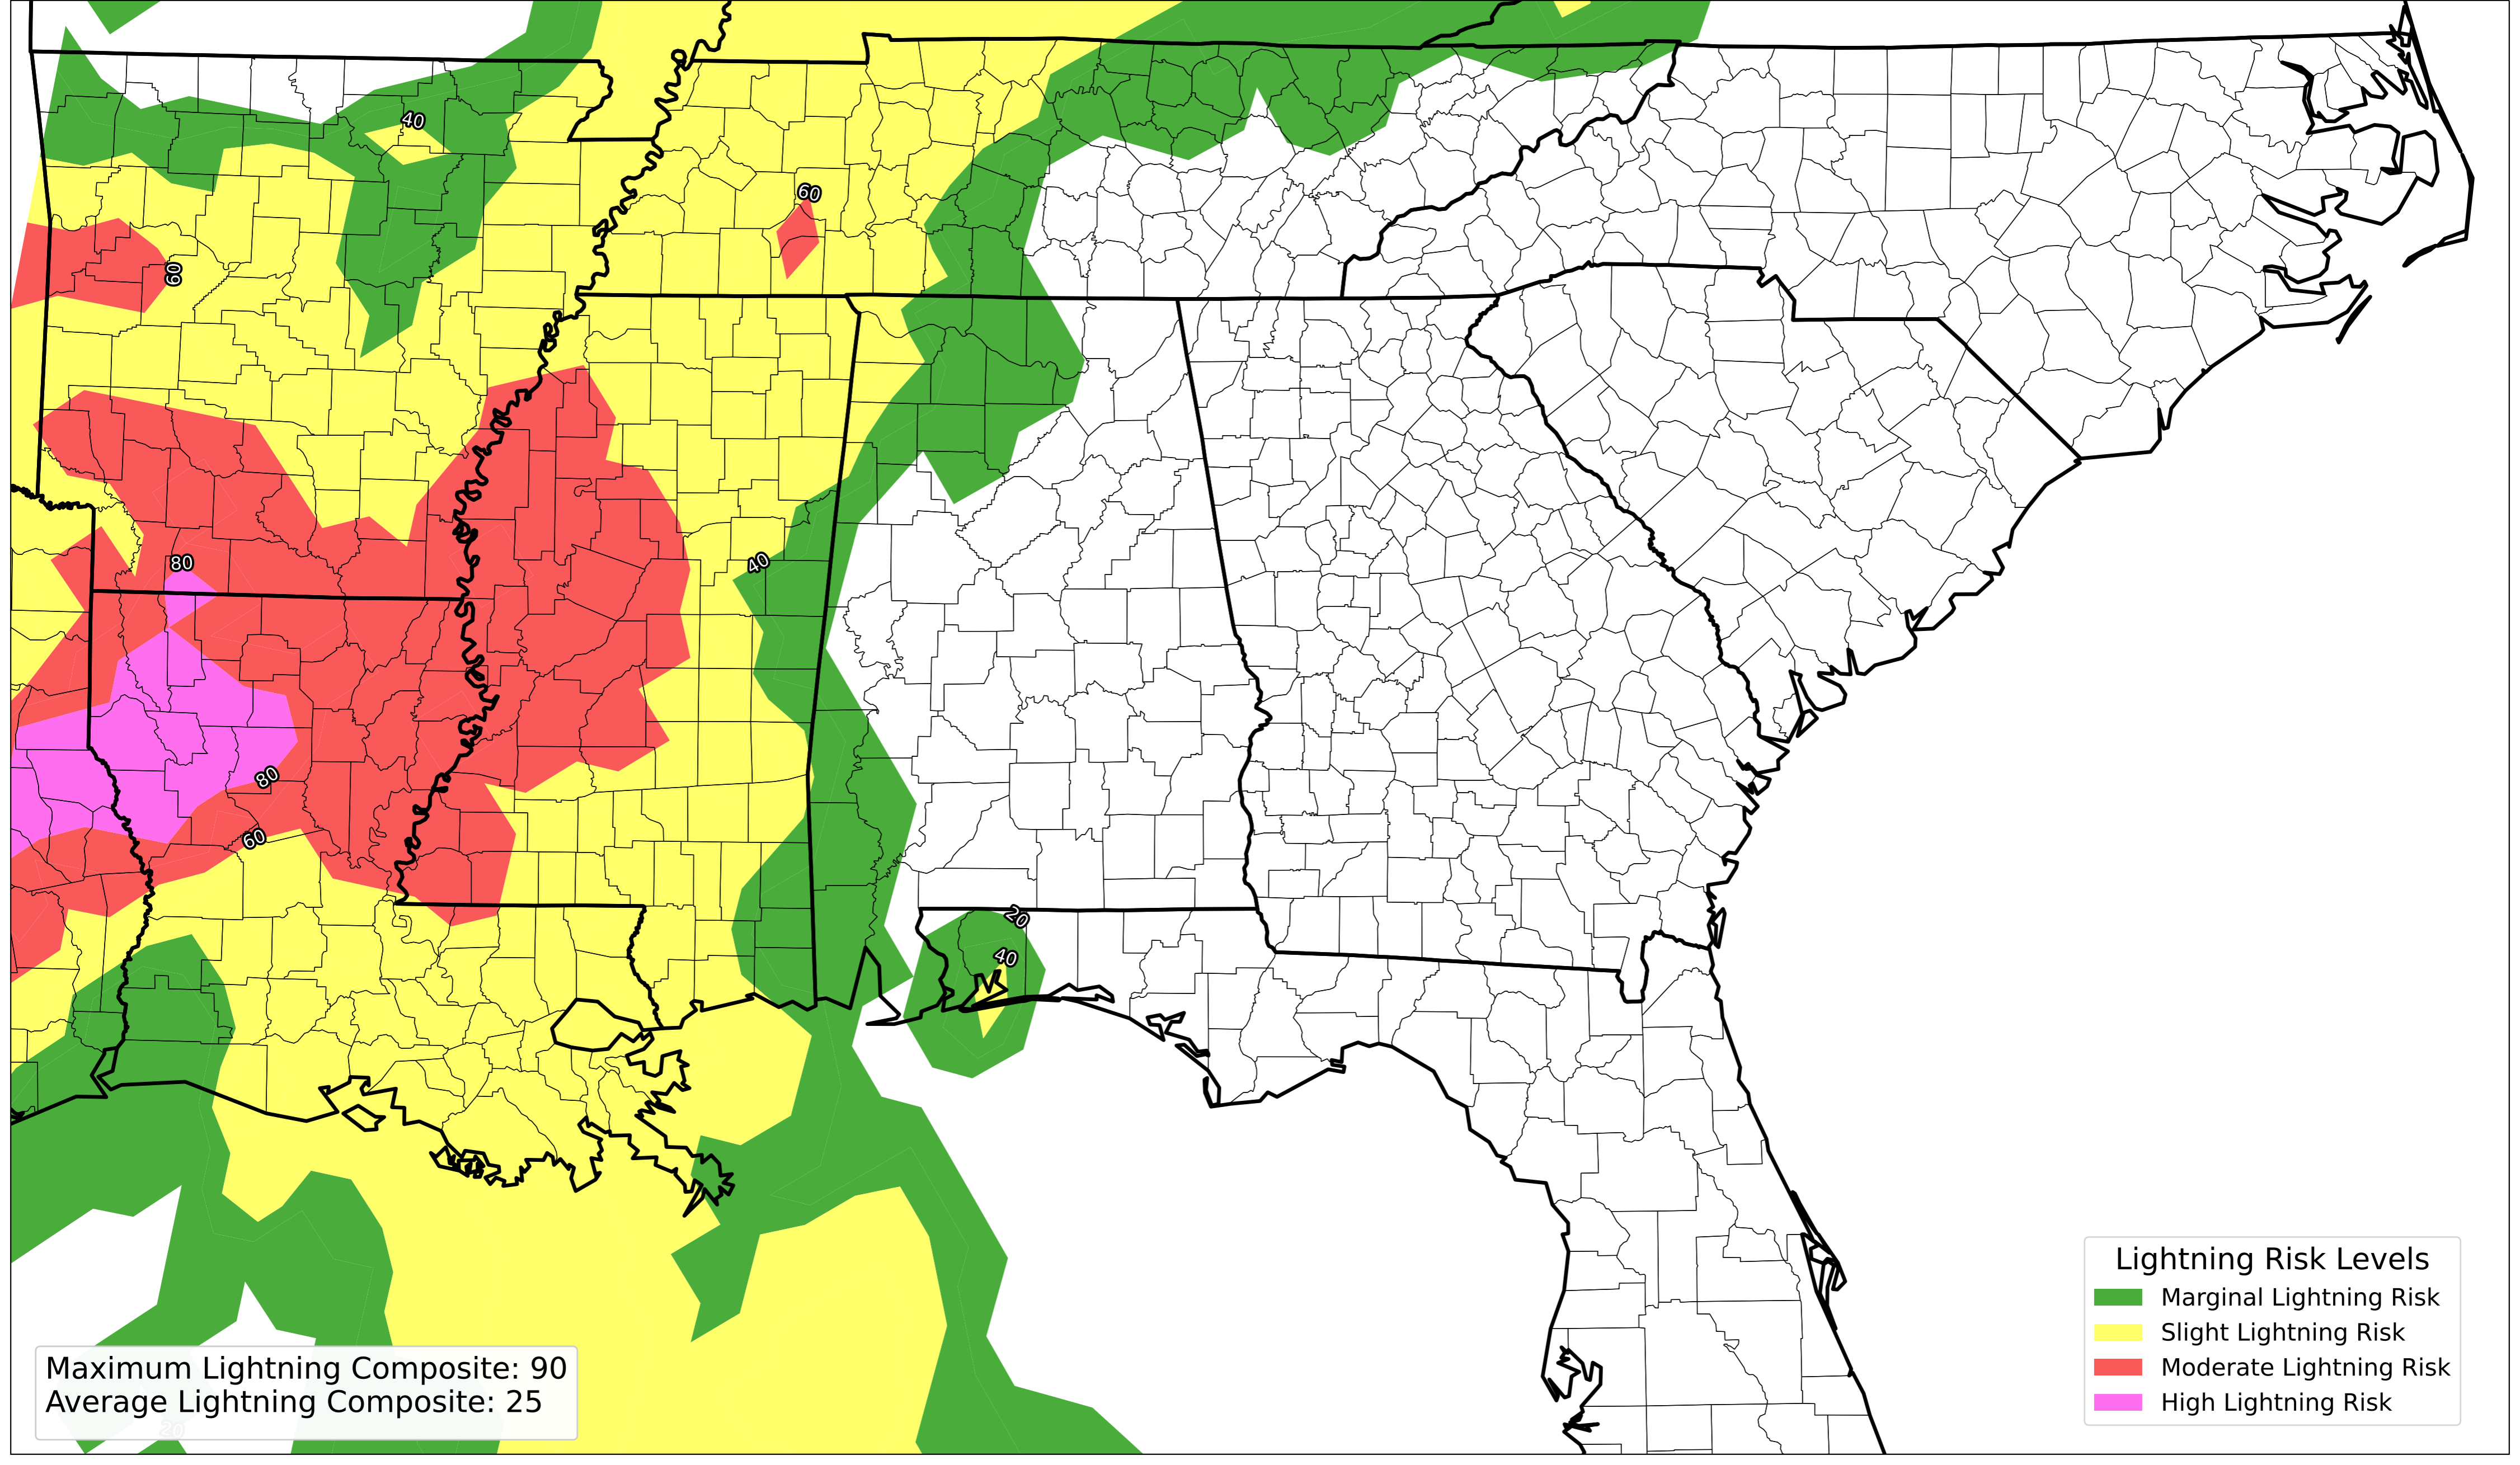 40
60
60
80
40
80
60
20
40
Lightning Risk Levels
Marginal Lightning Risk
Slight Lightning Risk
Moderate Lightning Risk
High Lightning Risk
Maximum Lightning Composite: 90
Average Lightning Composite: 25
20